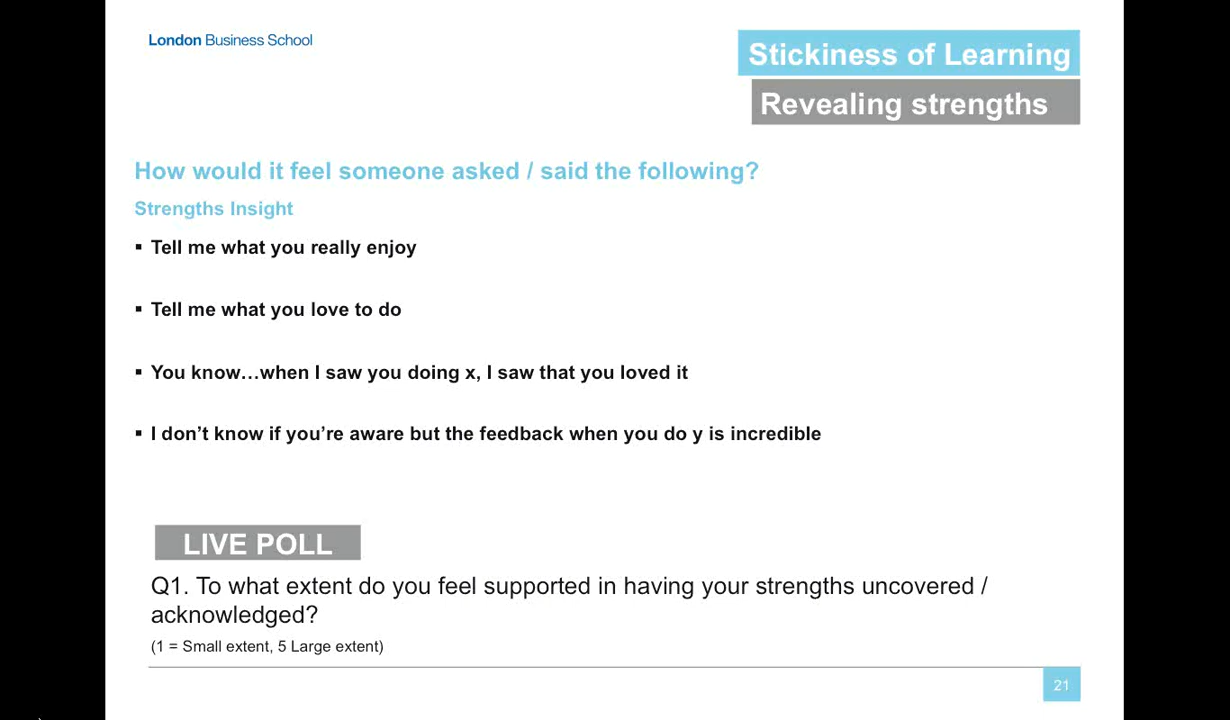 London Business School
Stickiness of Learning
Revealing strengths
How would it feel someone asked / said the following?
Strengths Insight
▪ Tell me what you really enjoy
▪ Tell me what you love to do
▪ You know…when I saw you doing x, I saw that you loved it
▪ I don’t know if you’re aware but the feedback when you do y is incredible
LIVE POLL
Q1. To what extent do you feel supported in having your strengths uncovered /
acknowledged?
(1 = Small extent, 5 Large extent)
21